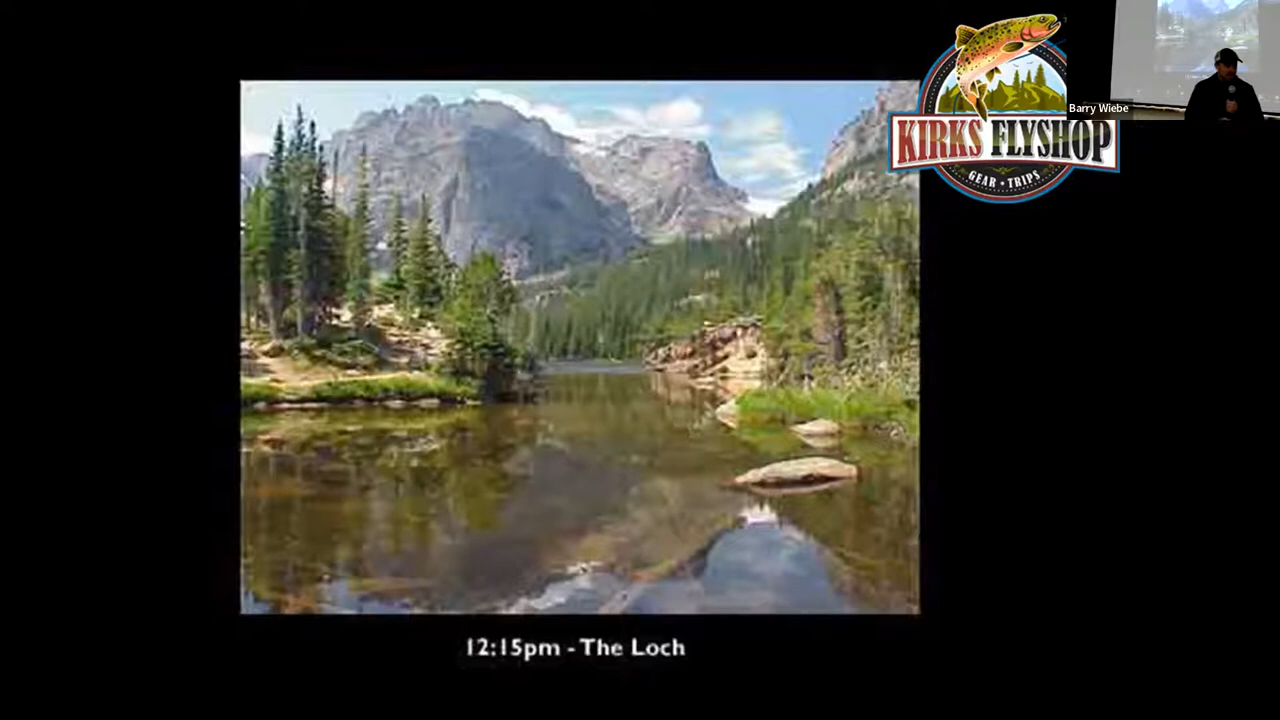 KIRKS FLYSHOP
GEAR • TRIPS
Barry Wiebe
12:15pm - The Loch